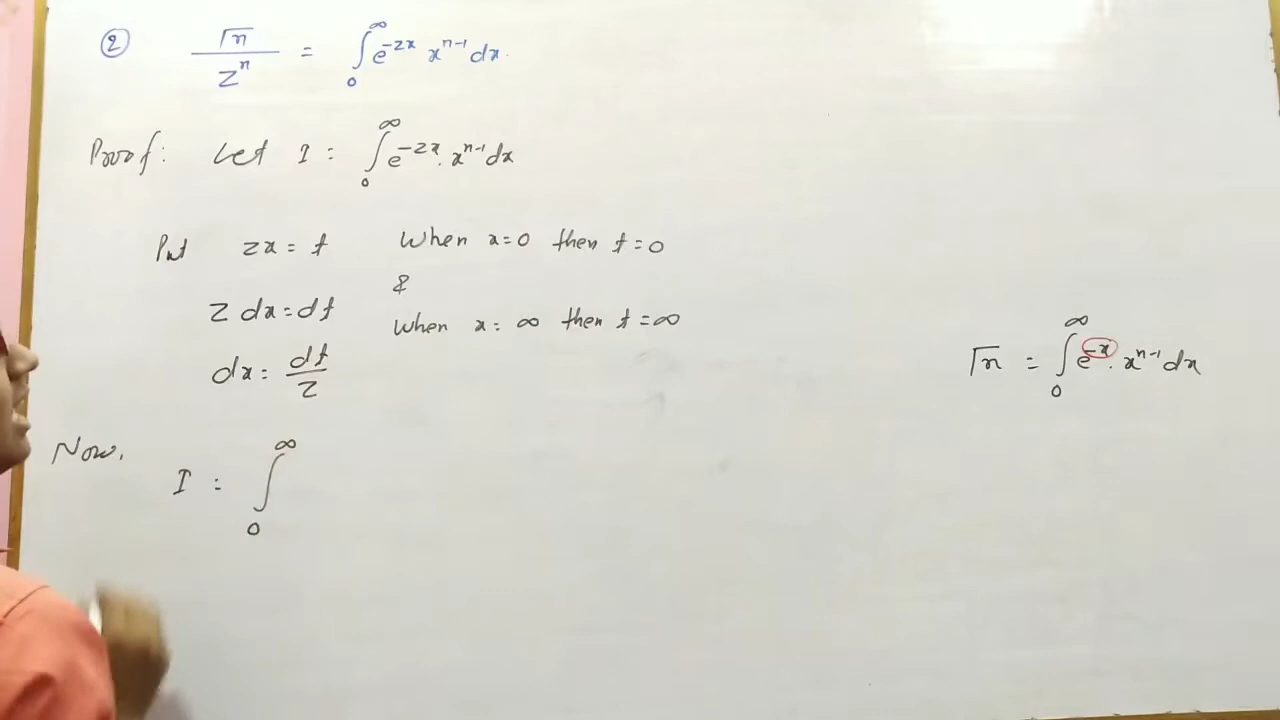 ② Γn / z^n = ∫₀^∞ e^-zx x^n-1 dx.
Proof: Let I = ∫₀^∞ e^-zx . x^n-1 dx
Put zx = t When x=0 then t=0
z dx = dt &
When x = ∞ then t = ∞
dx = dt / z
Γn = ∫₀^∞ e^-x . x^n-1 dx
Now, I = ∫₀^∞